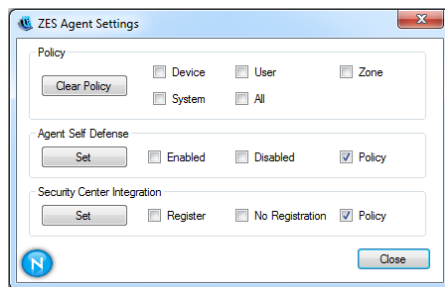 ZES Agent Settings
Policy
Clear Policy Device User Zone
System All
Agent Self Defense
Set Enabled Disabled Policy
Security Center Integration
Set Register No Registration Policy
N Close